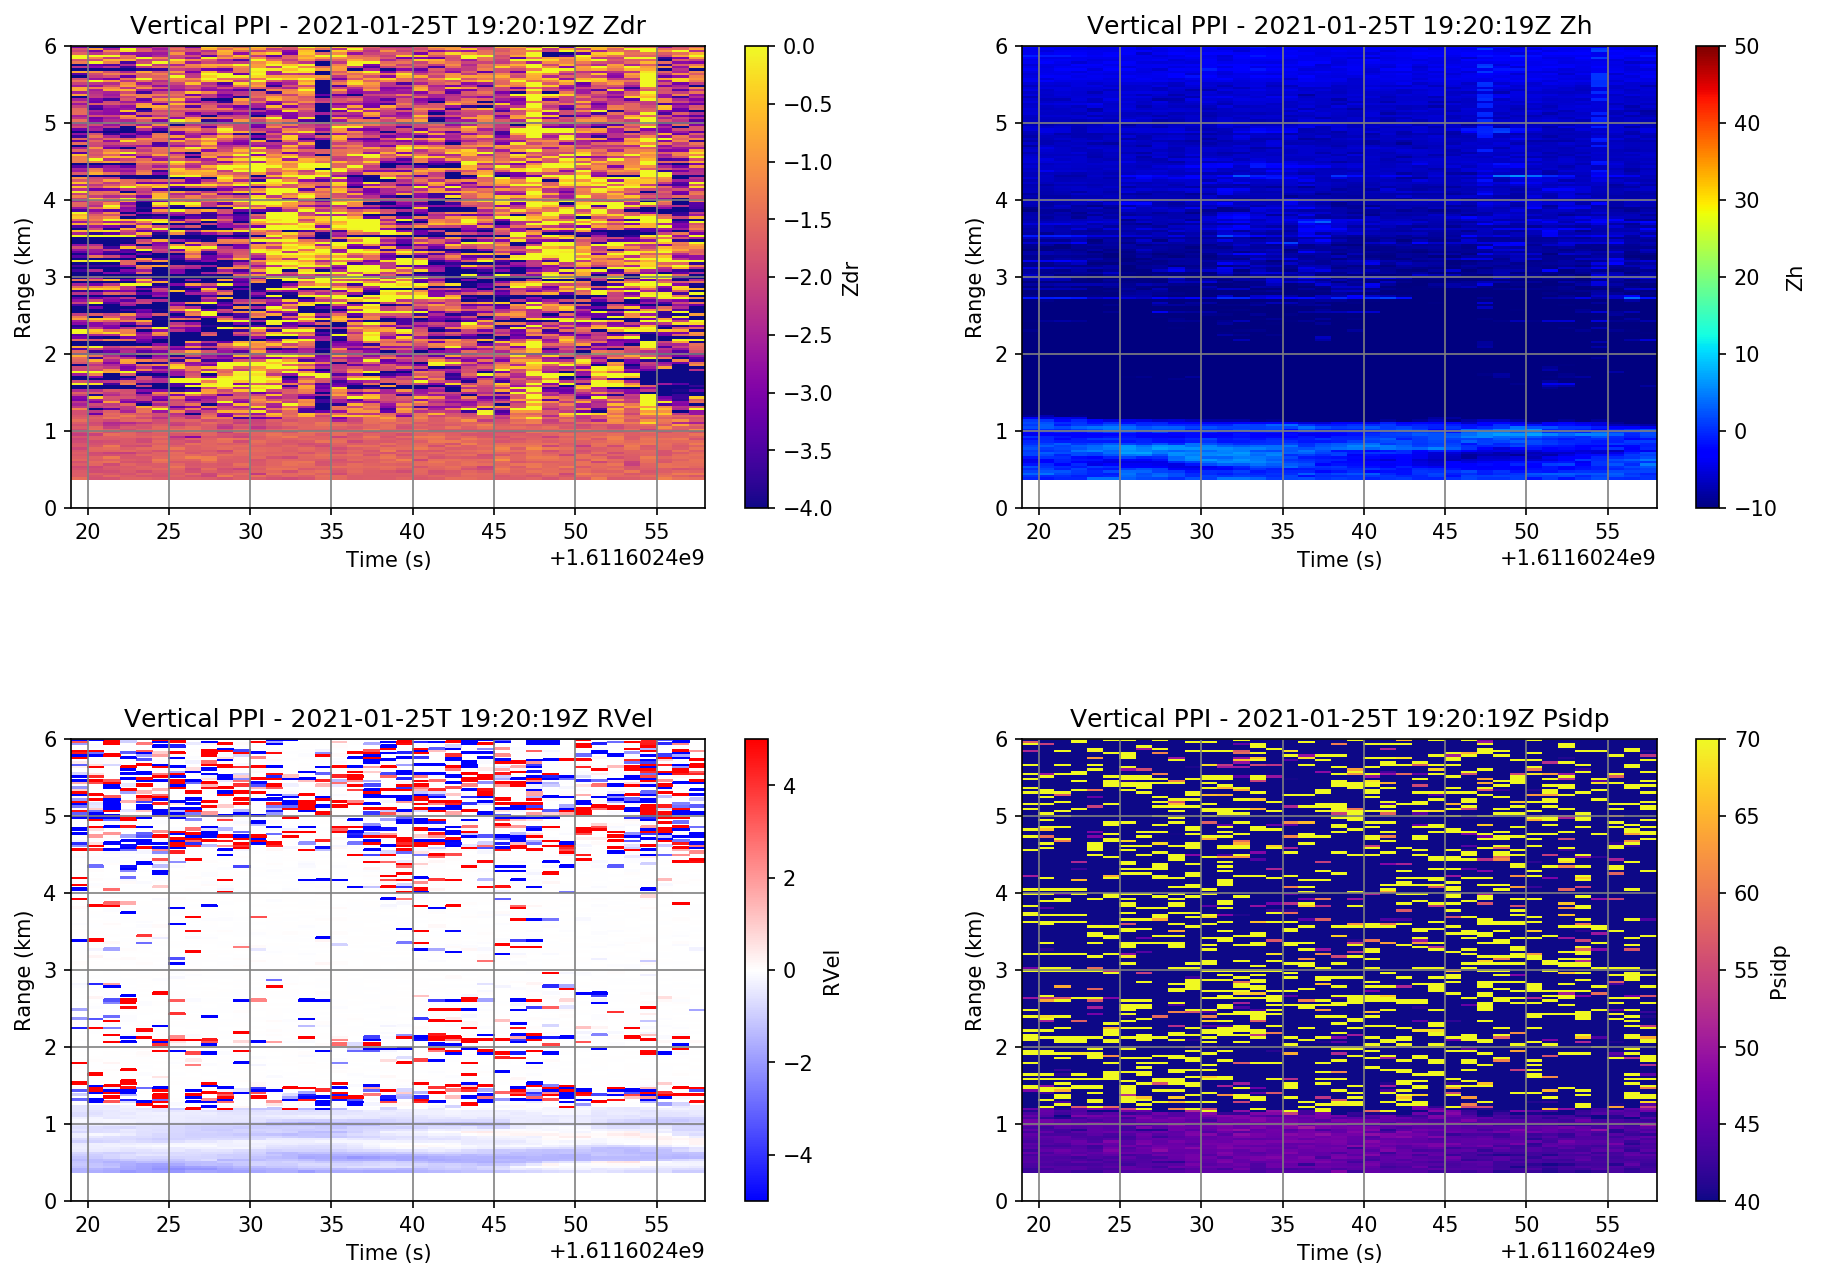 Vertical PPI - 2021-01-25T 19:20:19Z Zdr
6
5
4
3
2
1
0
Range (km)
20 25 30 35 40 45 50 55
Time (s)
+1.6116024e9
0.0
−0.5
−1.0
−1.5
−2.0
−2.5
−3.0
−3.5
−4.0
Zdr
Vertical PPI - 2021-01-25T 19:20:19Z Zh
6
5
4
3
2
1
0
Range (km)
20 25 30 35 40 45 50 55
Time (s)
+1.6116024e9
50
40
30
20
10
0
−10
Zh
Vertical PPI - 2021-01-25T 19:20:19Z RVel
6
5
4
3
2
1
0
Range (km)
20 25 30 35 40 45 50 55
Time (s)
+1.6116024e9
4
2
0
−2
−4
RVel
Vertical PPI - 2021-01-25T 19:20:19Z Psidp
6
5
4
3
2
1
0
Range (km)
20 25 30 35 40 45 50 55
Time (s)
+1.6116024e9
70
65
60
55
50
45
40
Psidp